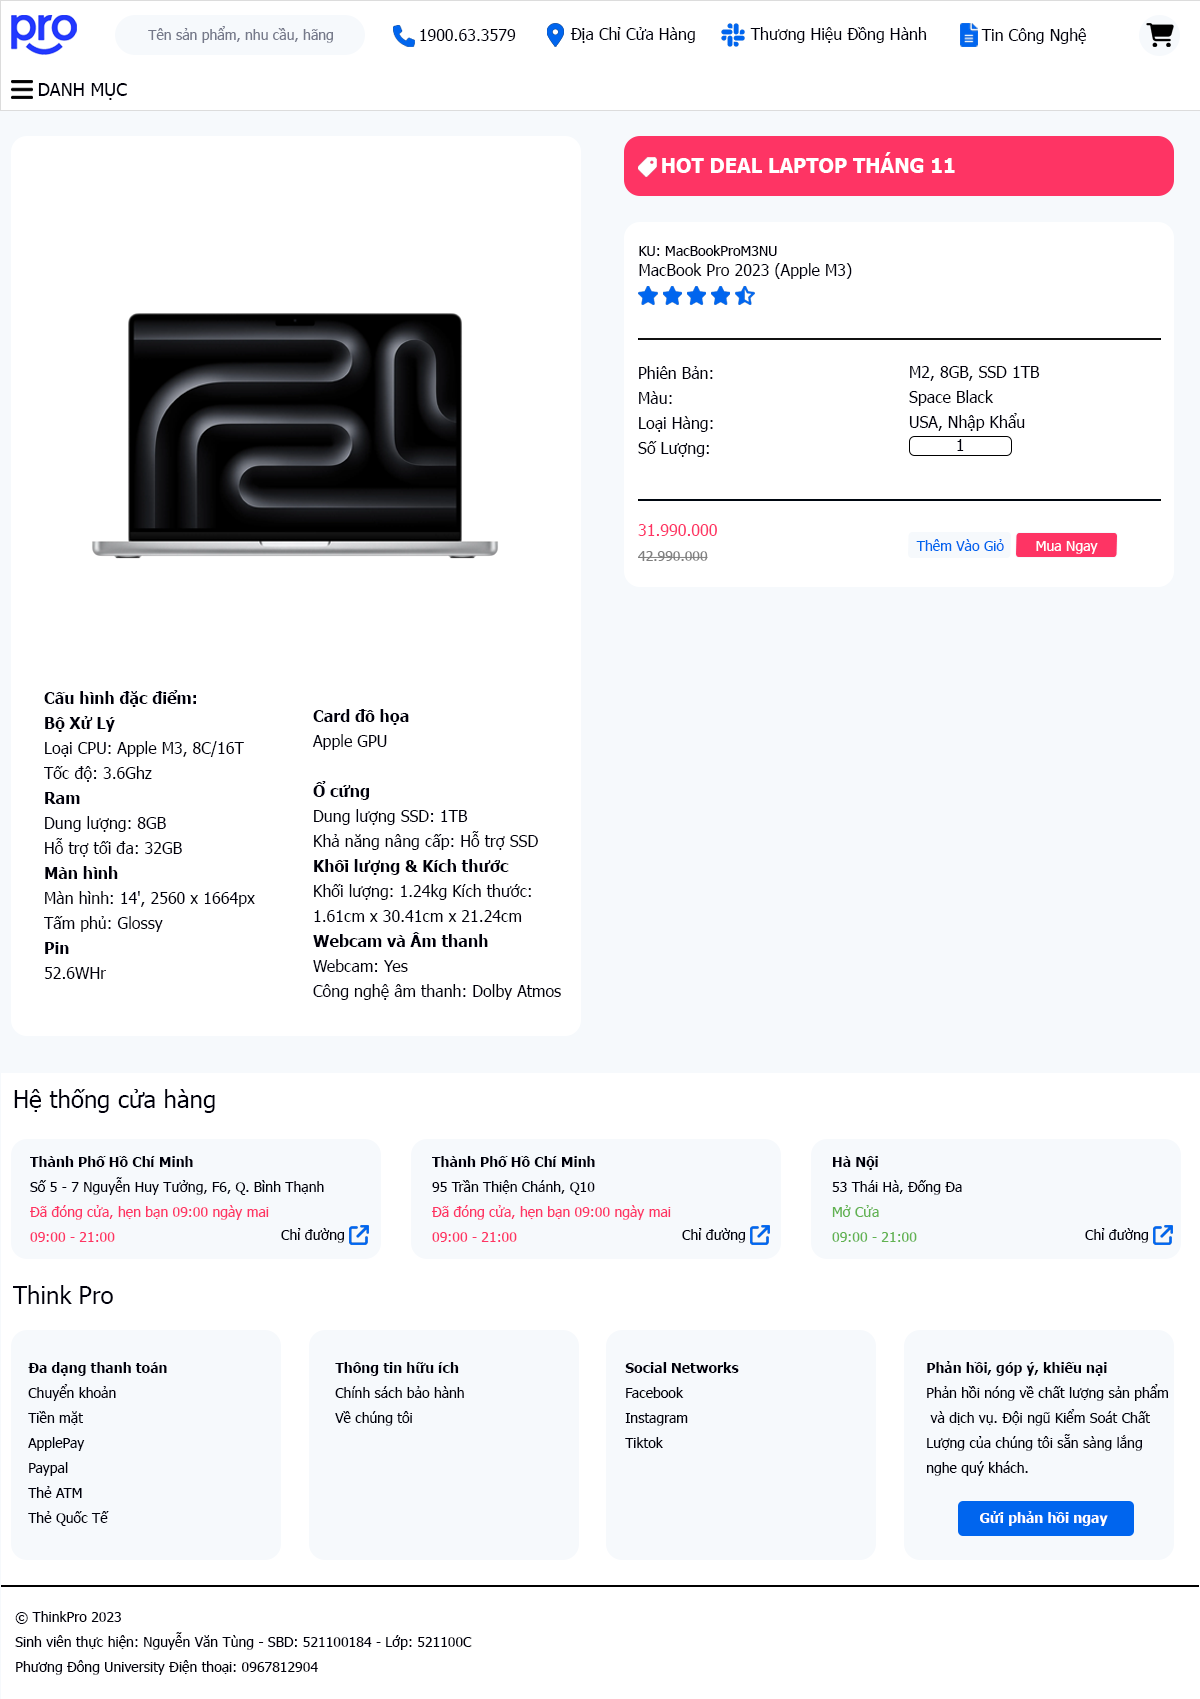 pro
Tên sản phẩm, nhu cầu, hãng
1900.63.3579
Địa Chỉ Cửa Hàng
Thương Hiệu Đồng Hành
Tin Công Nghệ
DANH MỤC
HOT DEAL LAPTOP THÁNG 11
KU: MacBookProM3NU
MacBook Pro 2023 (Apple M3)
Phiên Bản: M2, 8GB, SSD 1TB
Màu: Space Black
Loại Hàng: USA, Nhập Khẩu
Số Lượng: 1
31.990.000
42.990.000
Thêm Vào Giỏ
Mua Ngay
Cấu hình đặc điểm:
Bộ Xử Lý
Loại CPU: Apple M3, 8C/16T
Tốc độ: 3.6Ghz
Ram
Dung lượng: 8GB
Hỗ trợ tối đa: 32GB
Màn hình
Màn hình: 14', 2560 x 1664px
Tấm phủ: Glossy
Pin
52.6WHr
Card đồ họa
Apple GPU
Ổ cứng
Dung lượng SSD: 1TB
Khả năng nâng cấp: Hỗ trợ SSD
Khối lượng & Kích thước
Khối lượng: 1.24kg Kích thước:
1.61cm x 30.41cm x 21.24cm
Webcam và Âm thanh
Webcam: Yes
Công nghệ âm thanh: Dolby Atmos
Hệ thống cửa hàng
Thành Phố Hồ Chí Minh
Số 5 - 7 Nguyễn Huy Tưởng, F6, Q. Bình Thạnh
Đã đóng cửa, hẹn bạn 09:00 ngày mai
09:00 - 21:00
Chỉ đường
Thành Phố Hồ Chí Minh
95 Trần Thiện Chánh, Q10
Đã đóng cửa, hẹn bạn 09:00 ngày mai
09:00 - 21:00
Chỉ đường
Hà Nội
53 Thái Hà, Đống Đa
Mở Cửa
09:00 - 21:00
Chỉ đường
Think Pro
Đa dạng thanh toán
Chuyển khoản
Tiền mặt
ApplePay
Paypal
Thẻ ATM
Thẻ Quốc Tế
Thông tin hữu ích
Chính sách bảo hành
Về chúng tôi
Social Networks
Facebook
Instagram
Tiktok
Phản hồi, góp ý, khiếu nại
Phản hồi nóng về chất lượng sản phẩm
và dịch vụ. Đội ngũ Kiểm Soát Chất
Lượng của chúng tôi sẵn sàng lắng
nghe quý khách.
Gửi phản hồi ngay
© ThinkPro 2023
Sinh viên thực hiện: Nguyễn Văn Tùng - SBD: 521100184 - Lớp: 521100C
Phương Đông University Điện thoại: 0967812904